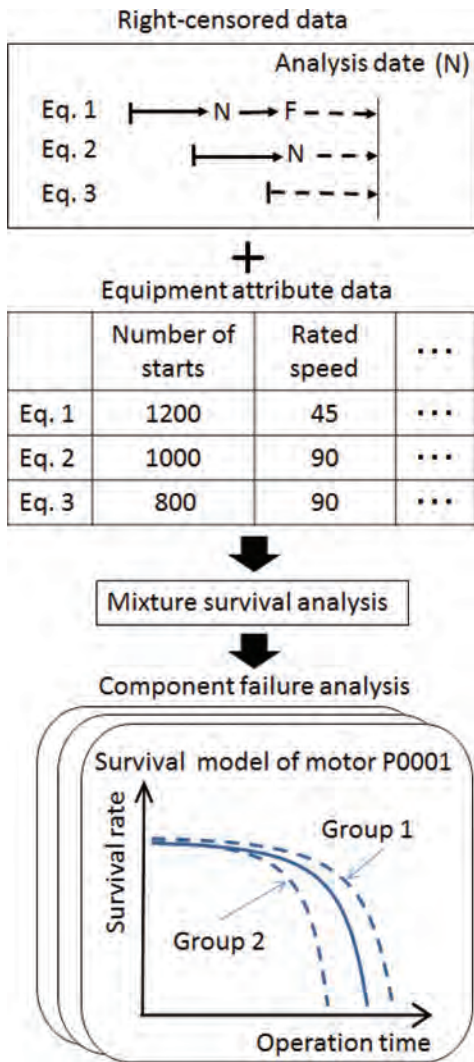 Right-censored data
Analysis date (N)
Eq. 1 N F
Eq. 2 N
Eq. 3
+
Equipment attribute data
Number of starts Rated speed ...
Eq. 1 1200 45 ...
Eq. 2 1000 90 ...
Eq. 3 800 90 ...
Mixture survival analysis
Component failure analysis
Survival model of motor P0001
Survival rate
Group 1
Group 2
Operation time